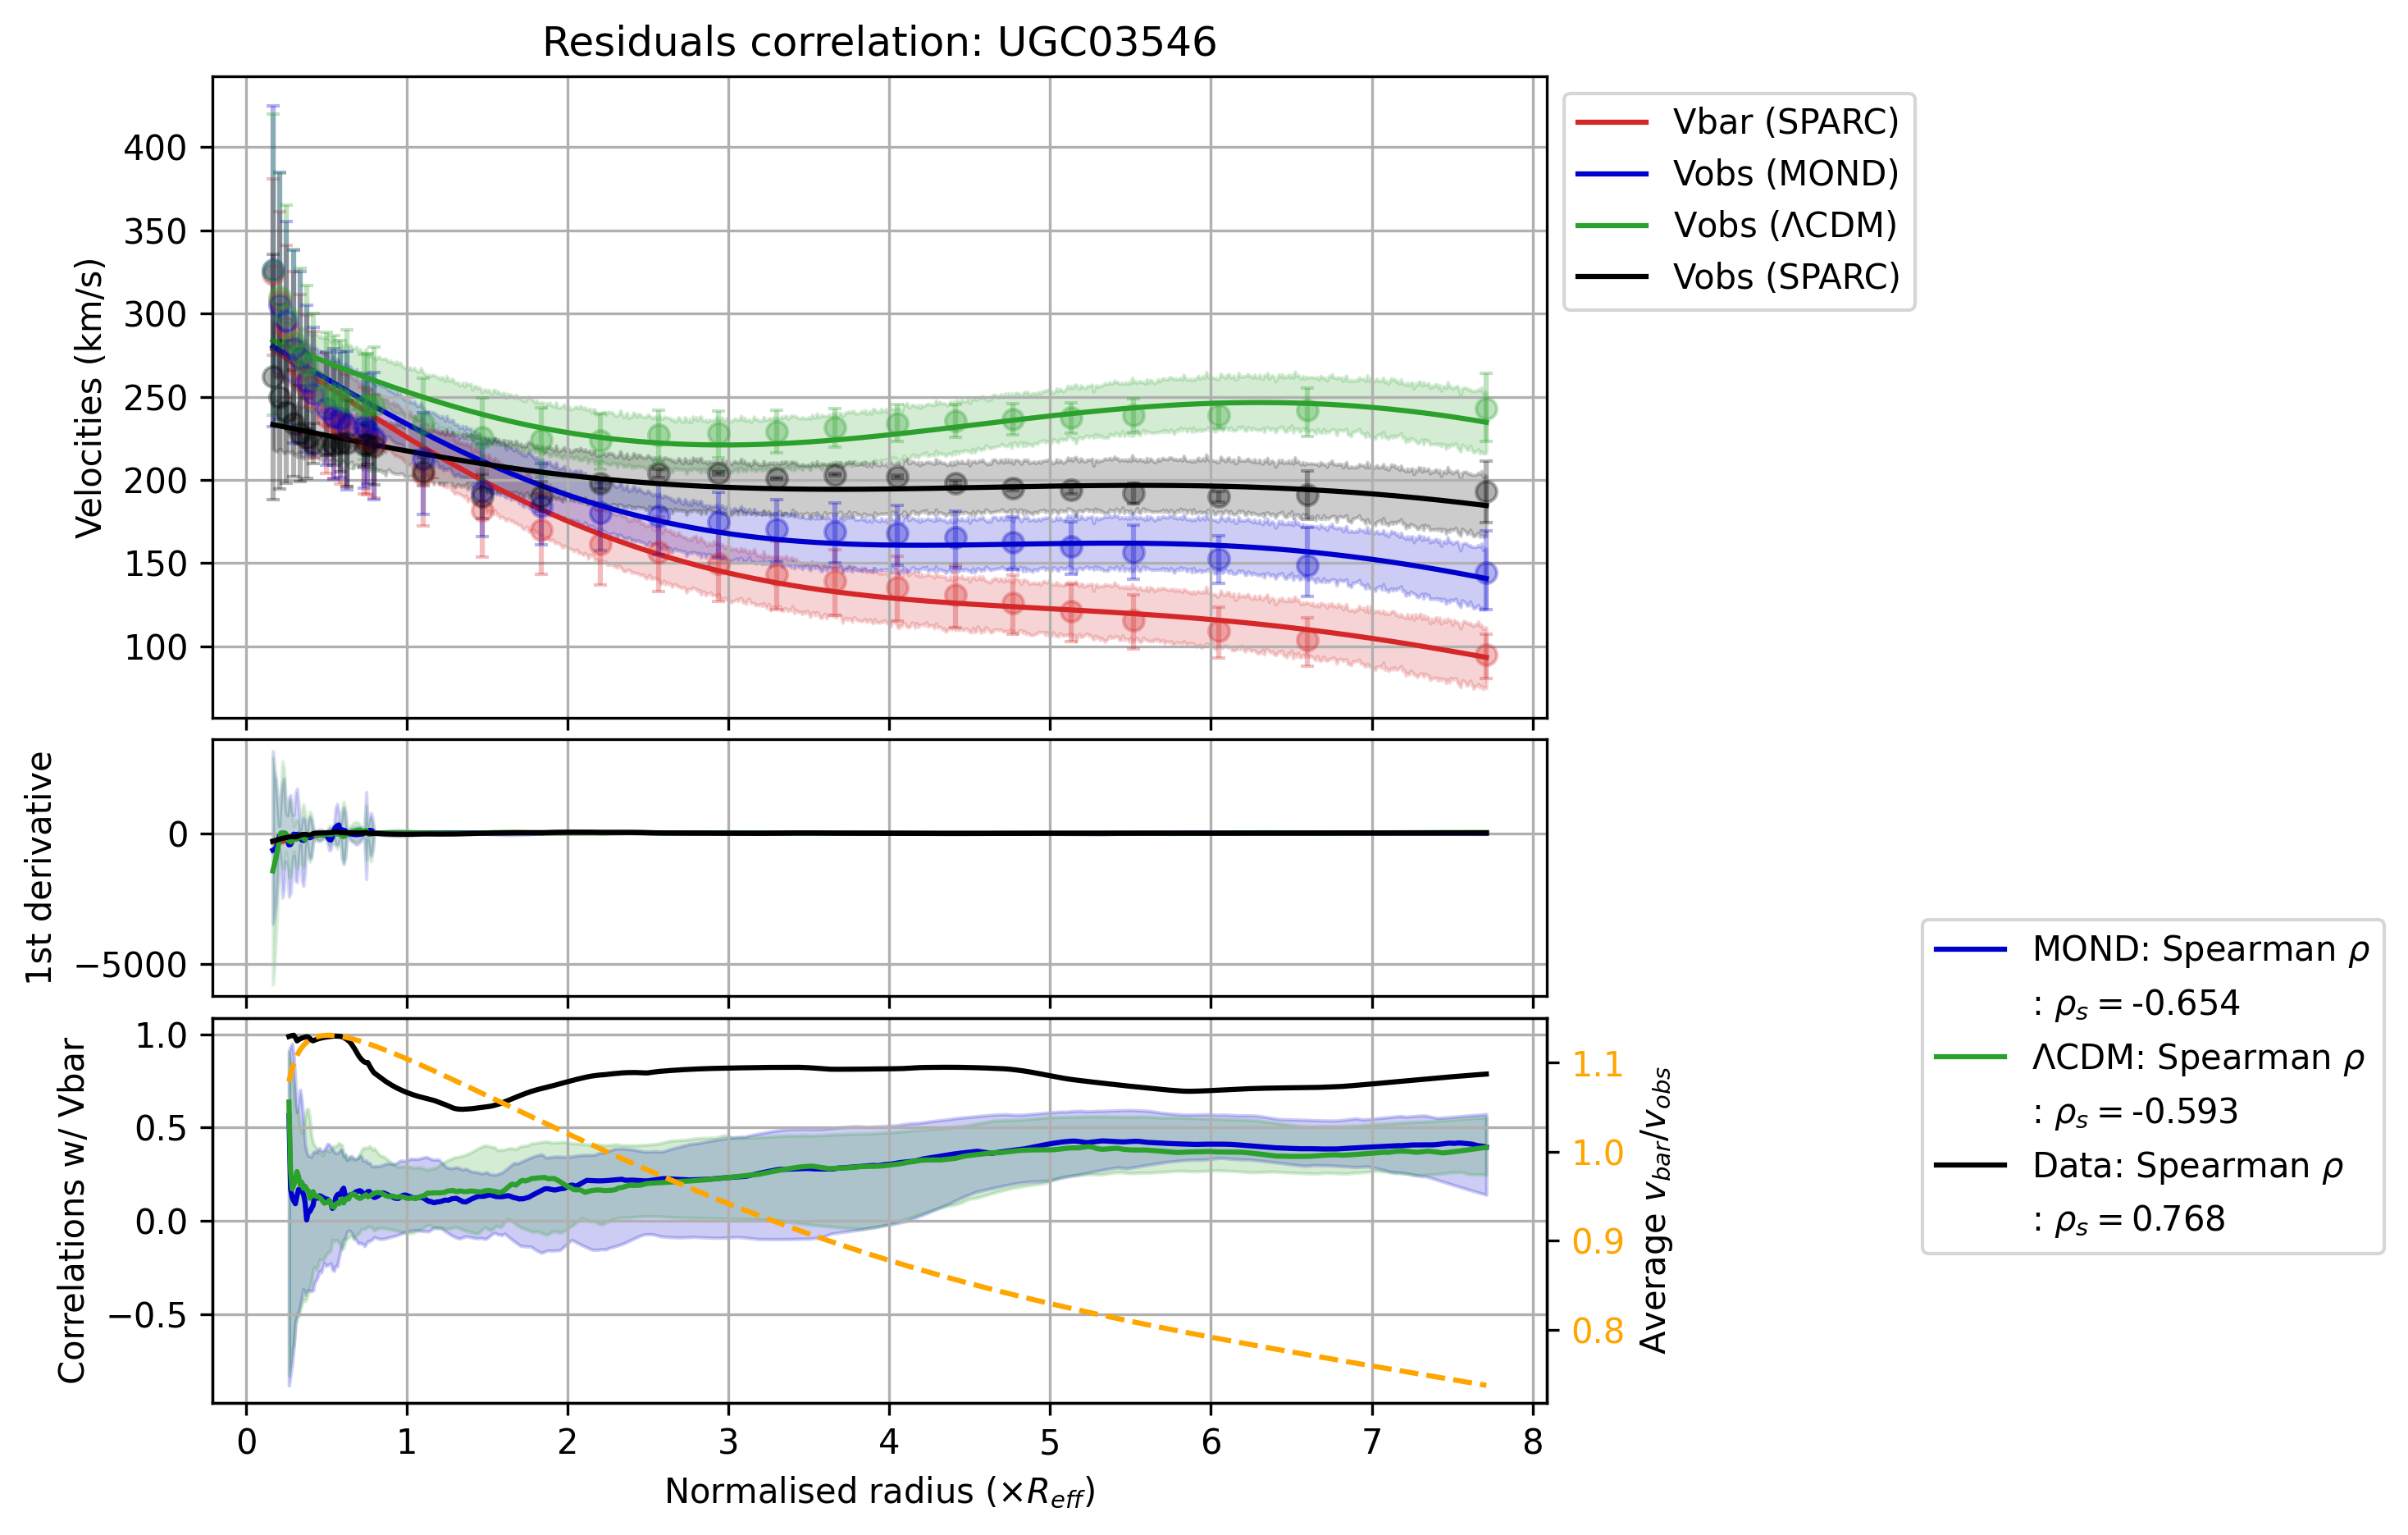 Residuals correlation: UGC03546
Velocities (km/s)
400
350
300
250
200
150
100
Vbar (SPARC)
Vobs (MOND)
Vobs (ΛCDM)
Vobs (SPARC)
1st derivative
0
−5000
Correlations w/ Vbar
1.0
0.5
0.0
−0.5
1.1
1.0
0.9
0.8
Average v_bar/v_obs
MOND: Spearman ρ
: ρ_s = -0.654
ΛCDM: Spearman ρ
: ρ_s = -0.593
Data: Spearman ρ
: ρ_s = 0.768
0 1 2 3 4 5 6 7 8
Normalised radius (×R_eff)